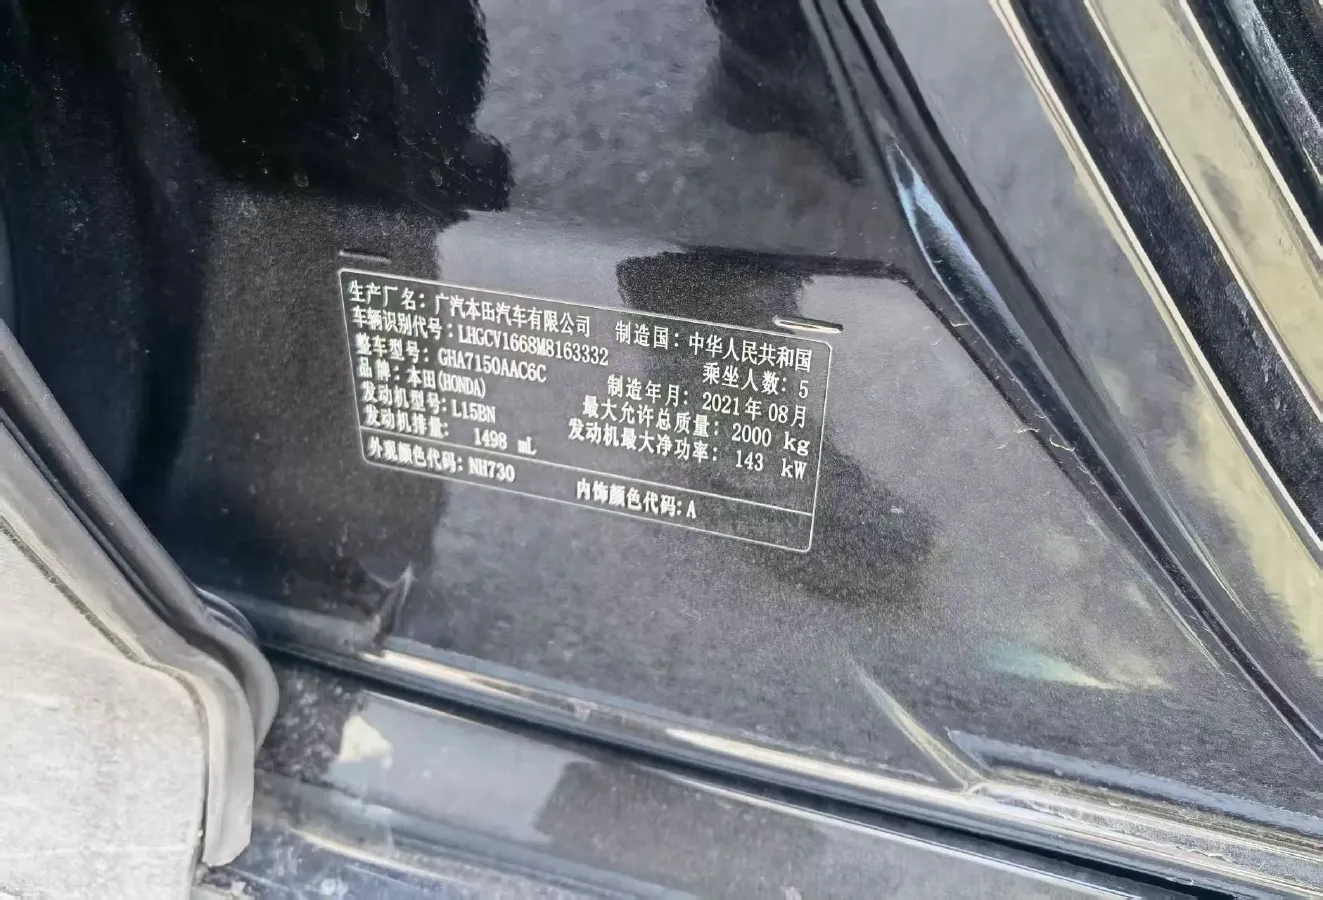 生产厂名：广汽本田汽车有限公司 制造国：中华人民共和国
车辆识别代号：LHGCV1668M8163332 乘坐人数：5
整车型号：GHA7150AAC6C 制造年月：2021年08月
品牌：本田(HONDA) 最大允许总质量：2000 kg
发动机型号：L15BN 发动机最大净功率：143 kW
发动机排量：1498 mL
外观颜色代码：NH730 内饰颜色代码：A